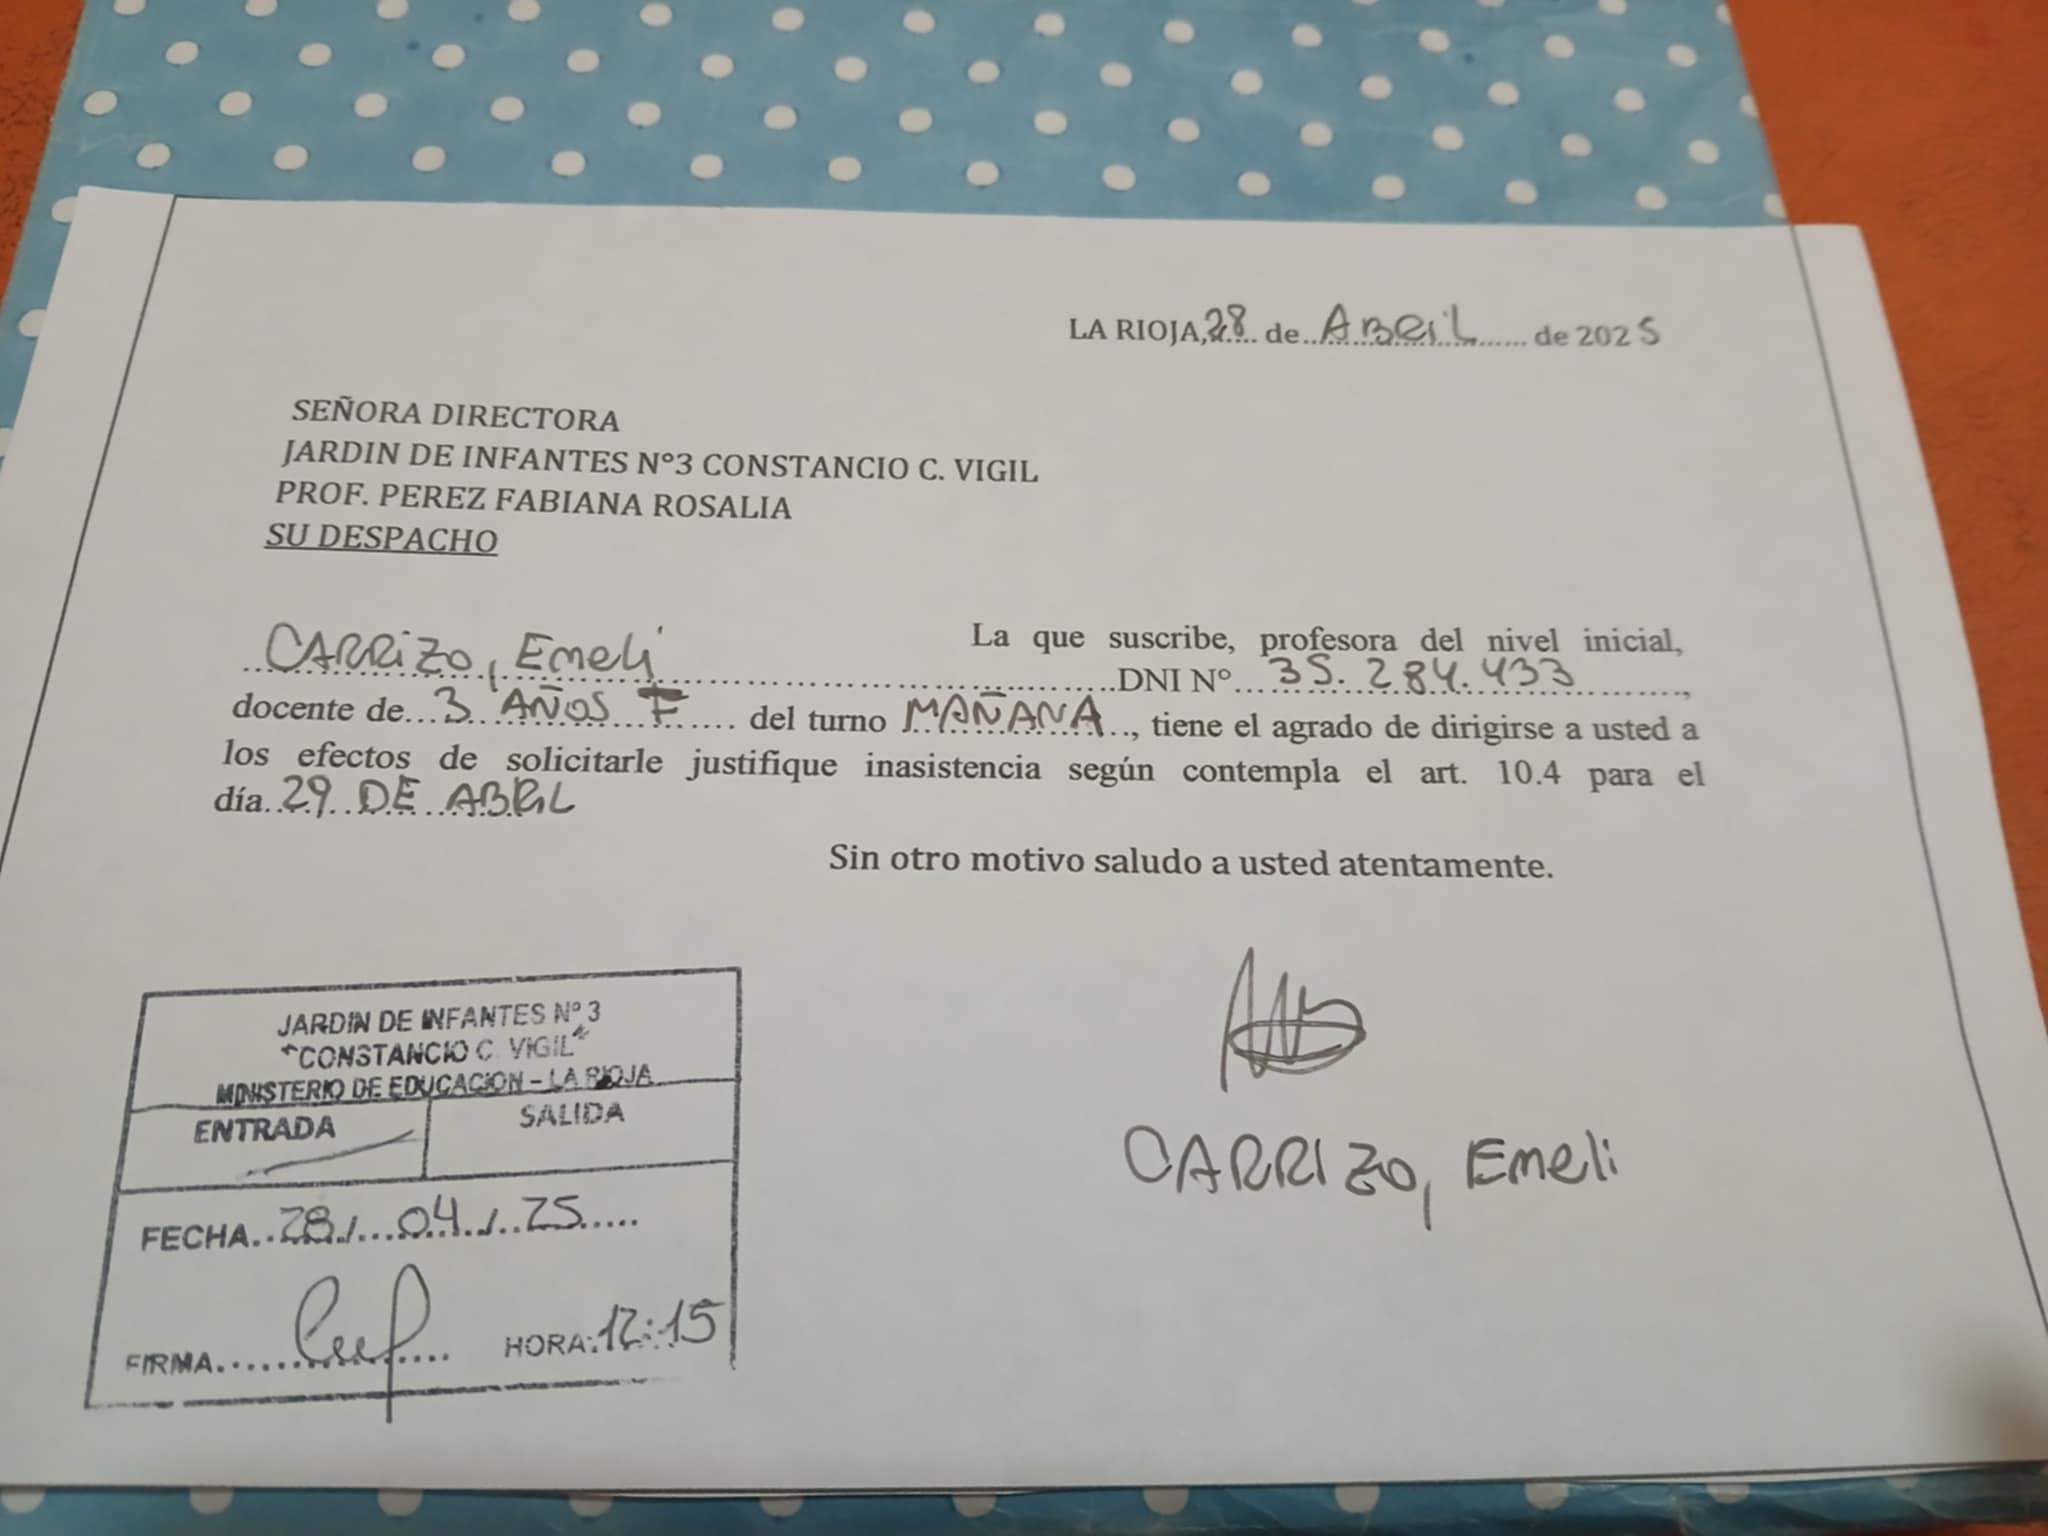 LA RIOJA, 28 de Abril de 2025
SEÑORA DIRECTORA
JARDIN DE INFANTES N°3 CONSTANCIO C. VIGIL
PROF. PEREZ FABIANA ROSALIA
SU DESPACHO
La que suscribe, profesora del nivel inicial,
CARRIZO, Emeli DNI N° 35.284.433,
docente de 3 AÑOS F del turno MAÑANA, tiene el agrado de dirigirse a usted a
los efectos de solicitarle justifique inasistencia según contempla el art. 10.4 para el
día 29 DE ABRIL
Sin otro motivo saludo a usted atentamente.
CARRIZO, Emeli
JARDIN DE INFANTES Nº 3
"CONSTANCIO C. VIGIL"
MINISTERIO DE EDUCACION - LA RIOJA
ENTRADA SALIDA
FECHA 28/04/25
FIRMA HORA: 12:15